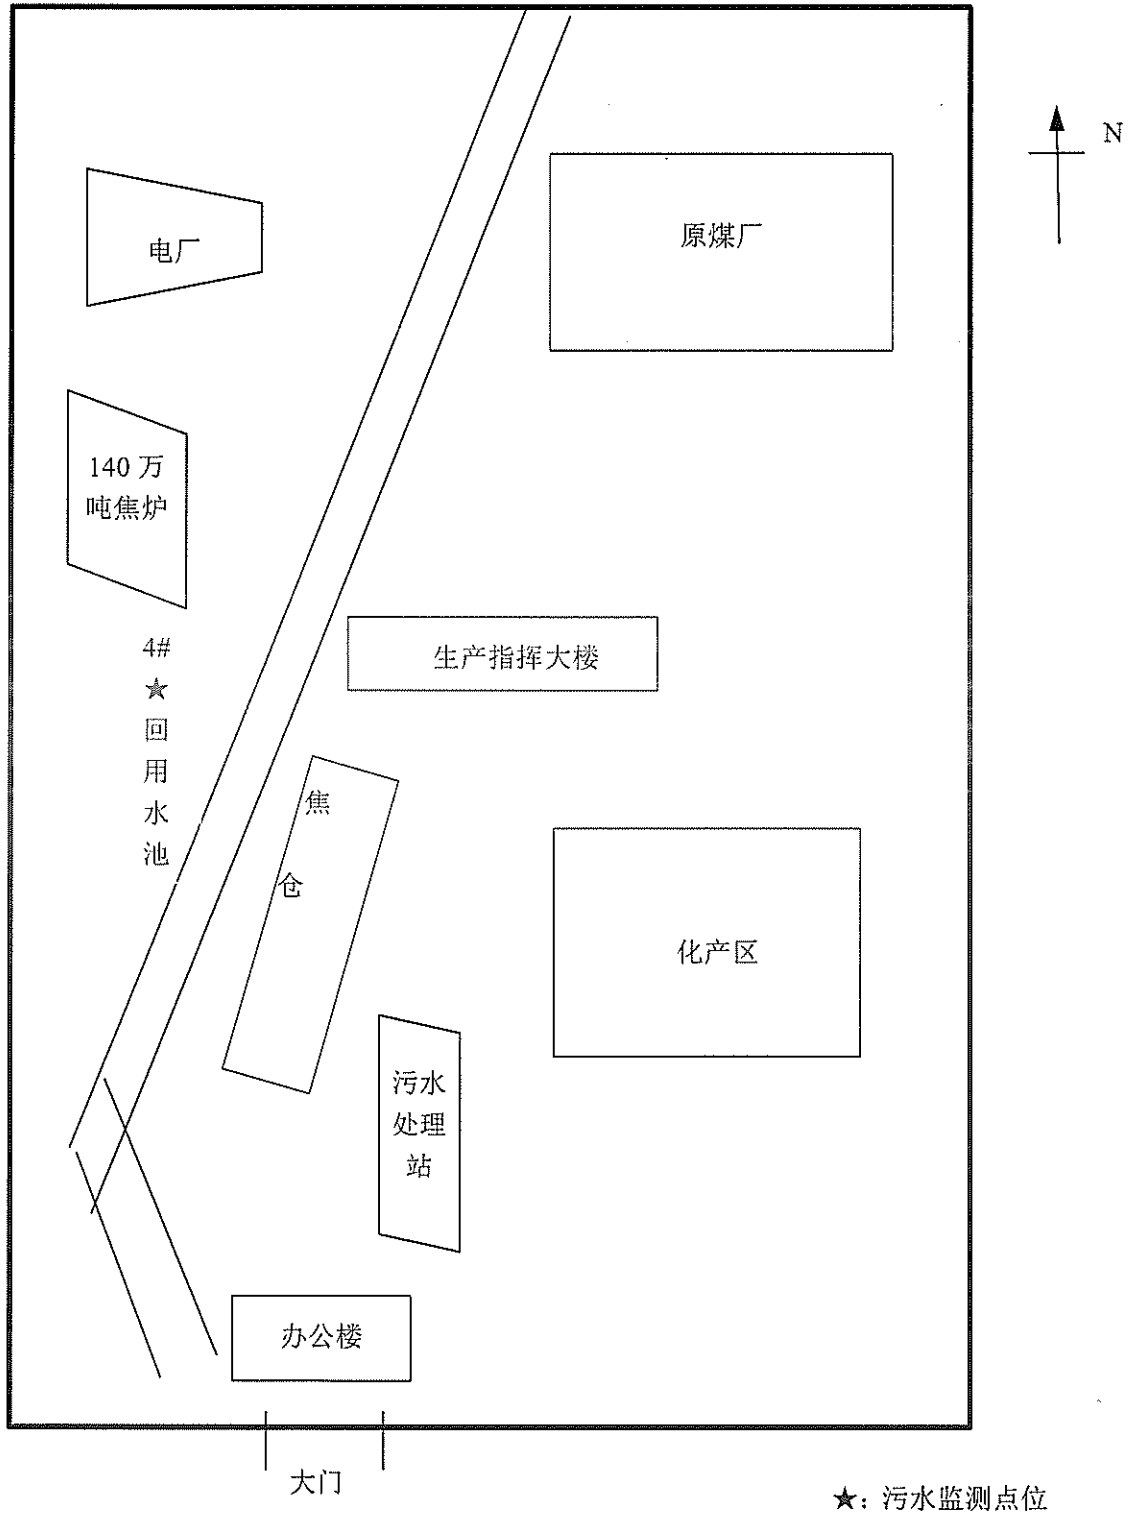 N
电厂
原煤厂
140 万
吨焦炉
4#
★
回
用
水
池
生产指挥大楼
焦
仓
化产区
污水
处理
站
办公楼
大门
★: 污水监测点位